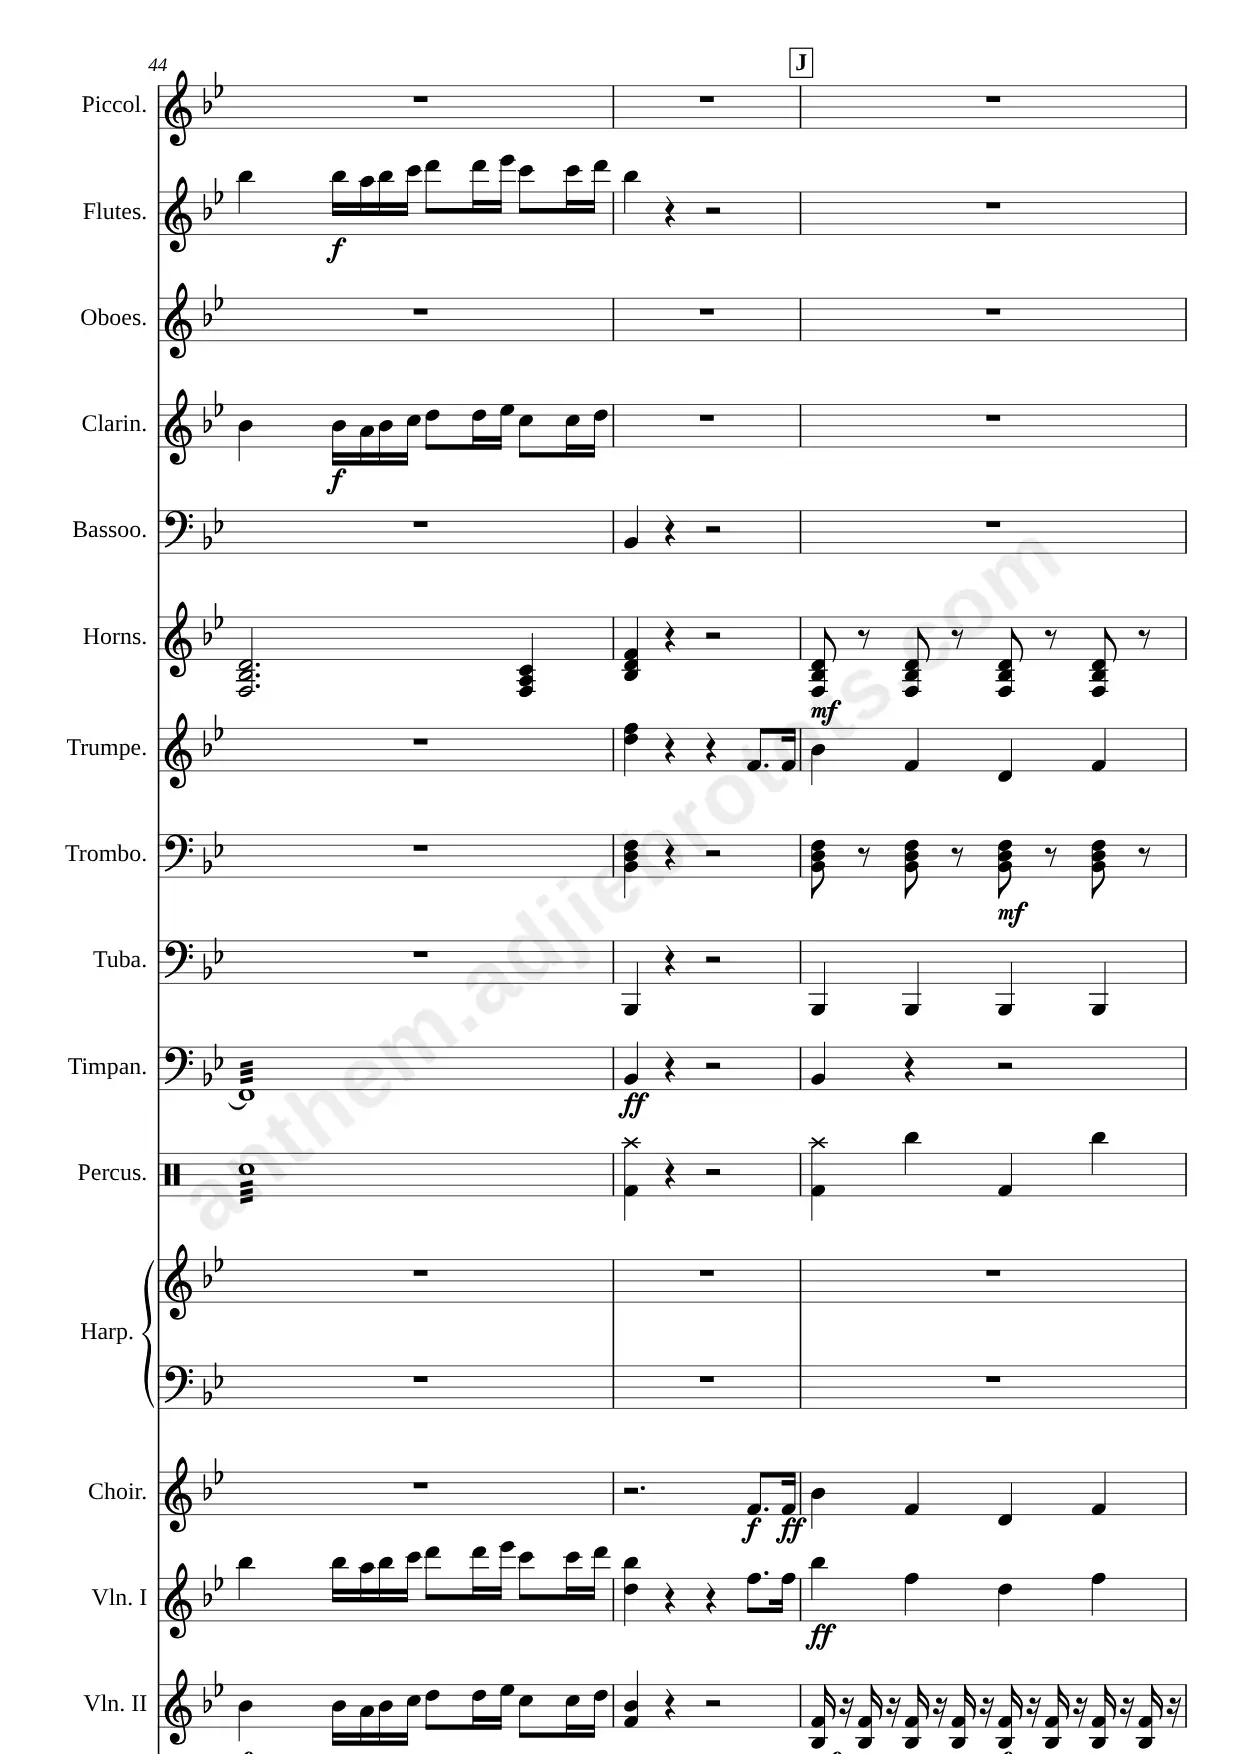 44
J
Piccol.
Flutes.
f
Oboes.
Clarin.
f
Bassoo.
Horns.
mf
Trumpe.
Trombo.
mf
Tuba.
Timpan.
ff
Percus.
Harp.
Choir.
f ff
Vln. I
ff
Vln. II
anthem.adjiebrotots.com